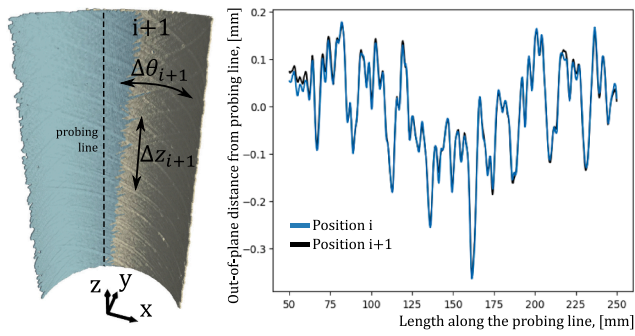 i+1
Δθi+1
probing
line
Δzi+1
z
y
x
Out-of-plane distance from probing line, [mm]
0.2
0.1
0.0
−0.1
−0.2
−0.3
Position i
Position i+1
50 75 100 125 150 175 200 225 250
Length along the probing line, [mm]